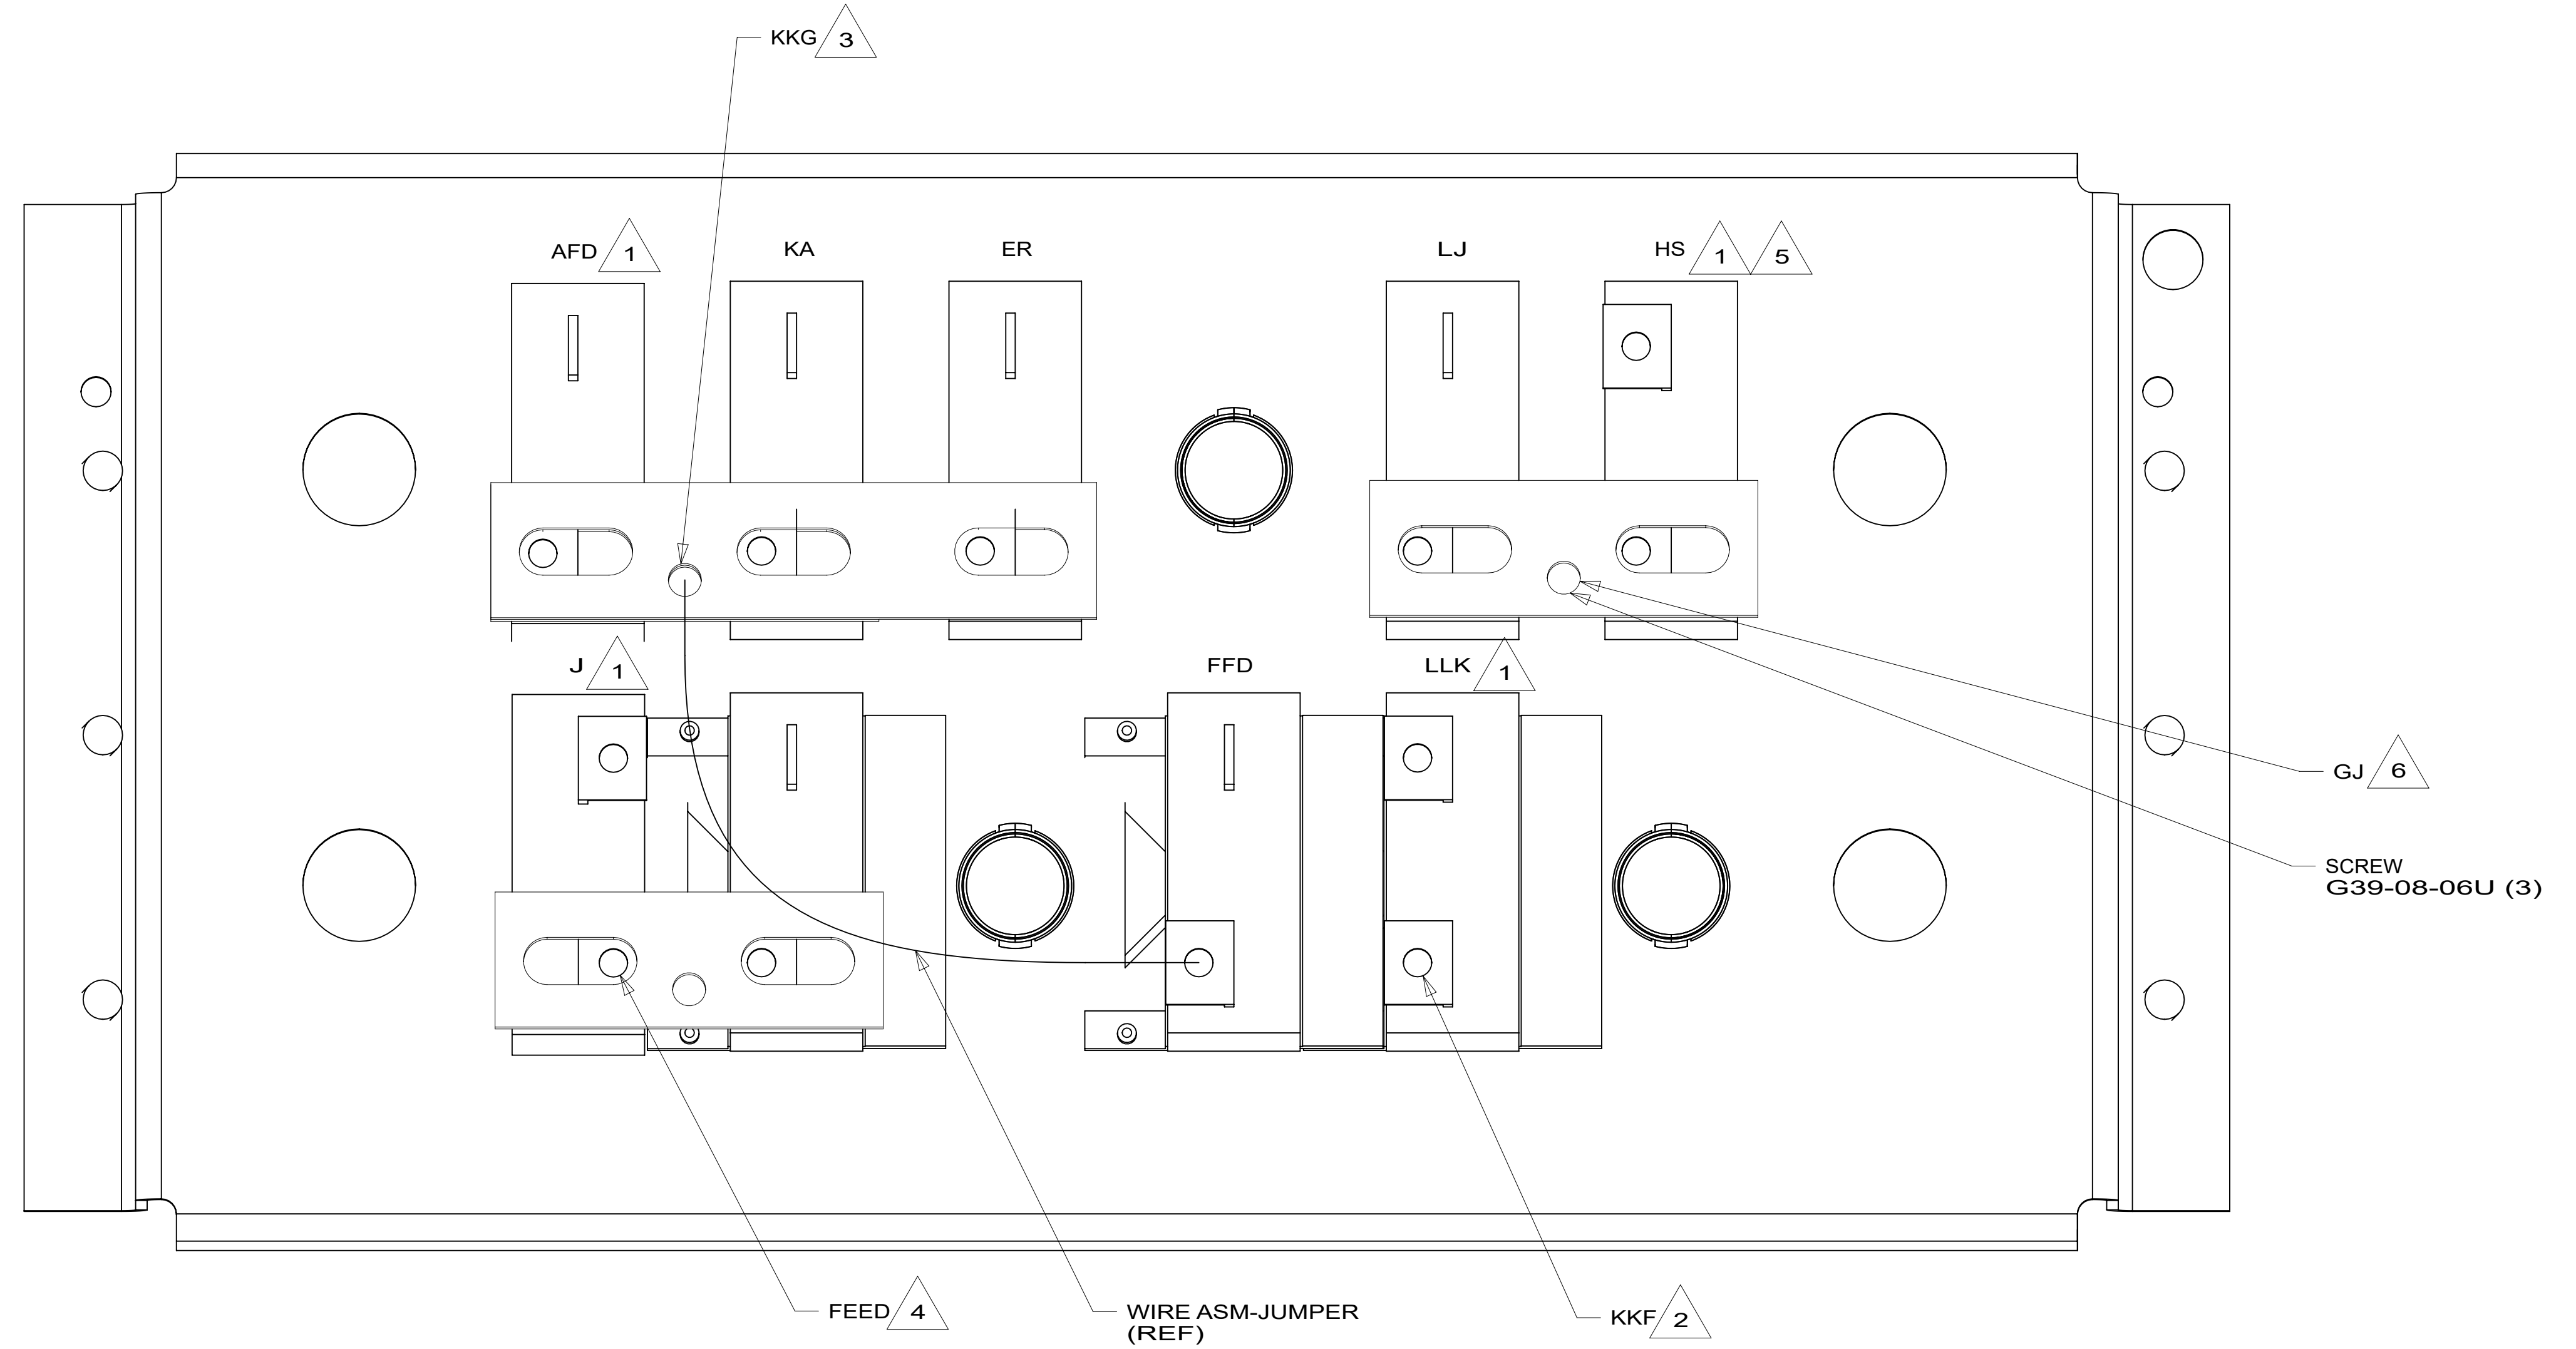 KKG 3
AFD 1
KA
ER
LJ
HS 1 5
J 1
FFD
LLK 1
GJ 6
SCREW
G39-08-06U (3)
FEED 4
WIRE ASM-JUMPER
(REF)
KKF 2